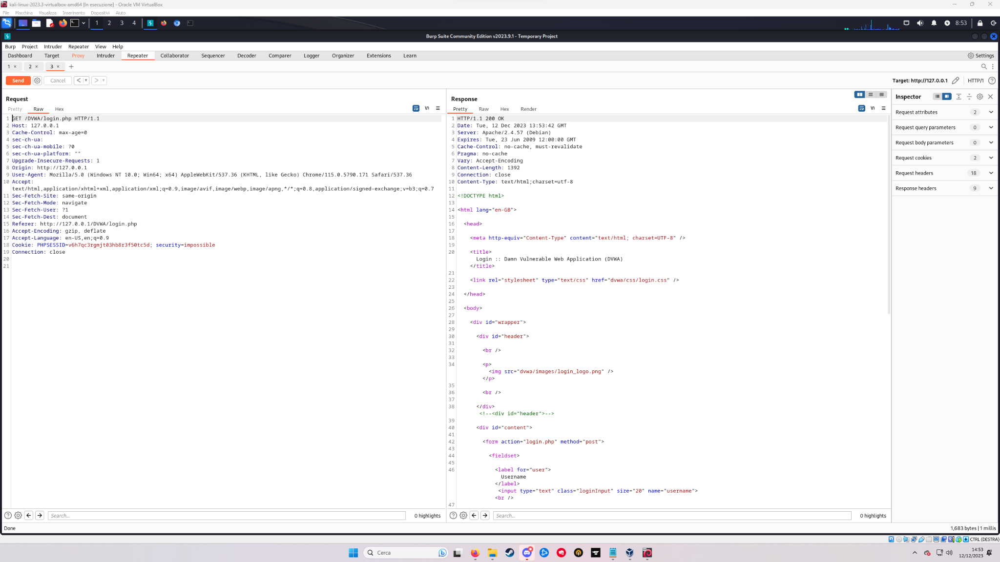 kali-linux-2023.3-virtualbox-amd64 [In esecuzione] - Oracle VM VirtualBox
File Macchina Visualizza Inserimento Dispositivi Aiuto
1 2 3 4 8:53
Burp Suite Community Edition v2023.9.1 - Temporary Project
Burp Project Intruder Repeater View Help
Dashboard Target Proxy Intruder Repeater Collaborator Sequencer Decoder Comparer Logger Organizer Extensions Learn Settings
1 × 2 × 3 × +
Send Cancel < > Target: http://127.0.0.1 HTTP/1
Request
Pretty Raw Hex \n
1 GET /DVWA/login.php HTTP/1.1
2 Host: 127.0.0.1
3 Cache-Control: max-age=0
4 sec-ch-ua:
5 sec-ch-ua-mobile: ?0
6 sec-ch-ua-platform: ""
7 Upgrade-Insecure-Requests: 1
8 Origin: http://127.0.0.1
9 User-Agent: Mozilla/5.0 (Windows NT 10.0; Win64; x64) AppleWebKit/537.36 (KHTML, like Gecko) Chrome/115.0.5790.171 Safari/537.36
10 Accept:
text/html,application/xhtml+xml,application/xml;q=0.9,image/avif,image/webp,image/apng,*/*;q=0.8,application/signed-exchange;v=b3;q=0.7
11 Sec-Fetch-Site: same-origin
12 Sec-Fetch-Mode: navigate
13 Sec-Fetch-User: ?1
14 Sec-Fetch-Dest: document
15 Referer: http://127.0.0.1/DVWA/login.php
16 Accept-Encoding: gzip, deflate
17 Accept-Language: en-US,en;q=0.9
18 Cookie: PHPSESSID=v6h7qc3rgmjt03hb8r3f50tc5d; security=impossible
19 Connection: close
20
21
Search... 0 highlights
Response
Pretty Raw Hex Render \n
1 HTTP/1.1 200 OK
2 Date: Tue, 12 Dec 2023 13:53:42 GMT
3 Server: Apache/2.4.57 (Debian)
4 Expires: Tue, 23 Jun 2009 12:00:00 GMT
5 Cache-Control: no-cache, must-revalidate
6 Pragma: no-cache
7 Vary: Accept-Encoding
8 Content-Length: 1392
9 Connection: close
10 Content-Type: text/html;charset=utf-8
11
12 <!DOCTYPE html>
13
14 <html lang="en-GB">
15
16 <head>
17
18 <meta http-equiv="Content-Type" content="text/html; charset=UTF-8" />
19
20 <title>
Login :: Damn Vulnerable Web Application (DVWA)
</title>
21
22 <link rel="stylesheet" type="text/css" href="dvwa/css/login.css" />
23
24 </head>
25
26 <body>
27
28 <div id="wrapper">
29
30 <div id="header">
31
32 <br />
33
34 <p>
<img src="dvwa/images/login_logo.png" />
</p>
35
36 <br />
37
38 </div>
<!--<div id="header">-->
39
40 <div id="content">
41
42 <form action="login.php" method="post">
43
44 <fieldset>
45
46 <label for="user">
Username
</label>
<input type="text" class="loginInput" size="20" name="username">
<br />
47
Search... 0 highlights
Inspector
Request attributes 2
Request query parameters 0
Request body parameters 0
Request cookies 2
Request headers 18
Response headers 9
Done 1,683 bytes | 1 millis
CTRL (DESTRA)
Cerca
14:53
12/12/2023